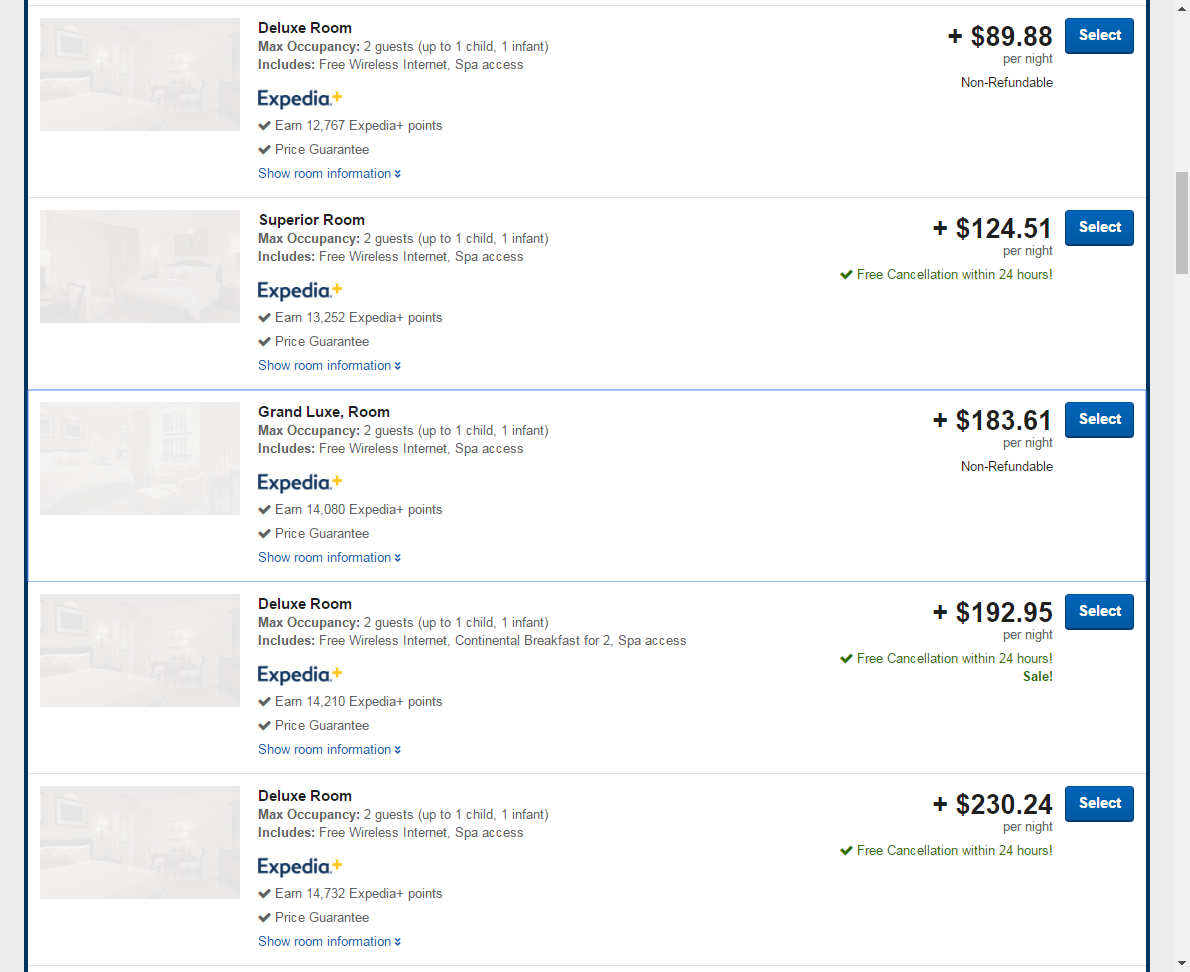 Deluxe Room
Max Occupancy: 2 guests (up to 1 child, 1 infant)
Includes: Free Wireless Internet, Spa access
Expedia+
Earn 12,767 Expedia+ points
Price Guarantee
Show room information
+ $89.88
per night
Non-Refundable
Select
Superior Room
Max Occupancy: 2 guests (up to 1 child, 1 infant)
Includes: Free Wireless Internet, Spa access
Expedia+
Earn 13,252 Expedia+ points
Price Guarantee
Show room information
+ $124.51
per night
Free Cancellation within 24 hours!
Select
Grand Luxe, Room
Max Occupancy: 2 guests (up to 1 child, 1 infant)
Includes: Free Wireless Internet, Spa access
Expedia+
Earn 14,080 Expedia+ points
Price Guarantee
Show room information
+ $183.61
per night
Non-Refundable
Select
Deluxe Room
Max Occupancy: 2 guests (up to 1 child, 1 infant)
Includes: Free Wireless Internet, Continental Breakfast for 2, Spa access
Expedia+
Earn 14,210 Expedia+ points
Price Guarantee
Show room information
+ $192.95
per night
Free Cancellation within 24 hours!
Sale!
Select
Deluxe Room
Max Occupancy: 2 guests (up to 1 child, 1 infant)
Includes: Free Wireless Internet, Spa access
Expedia+
Earn 14,732 Expedia+ points
Price Guarantee
Show room information
+ $230.24
per night
Free Cancellation within 24 hours!
Select